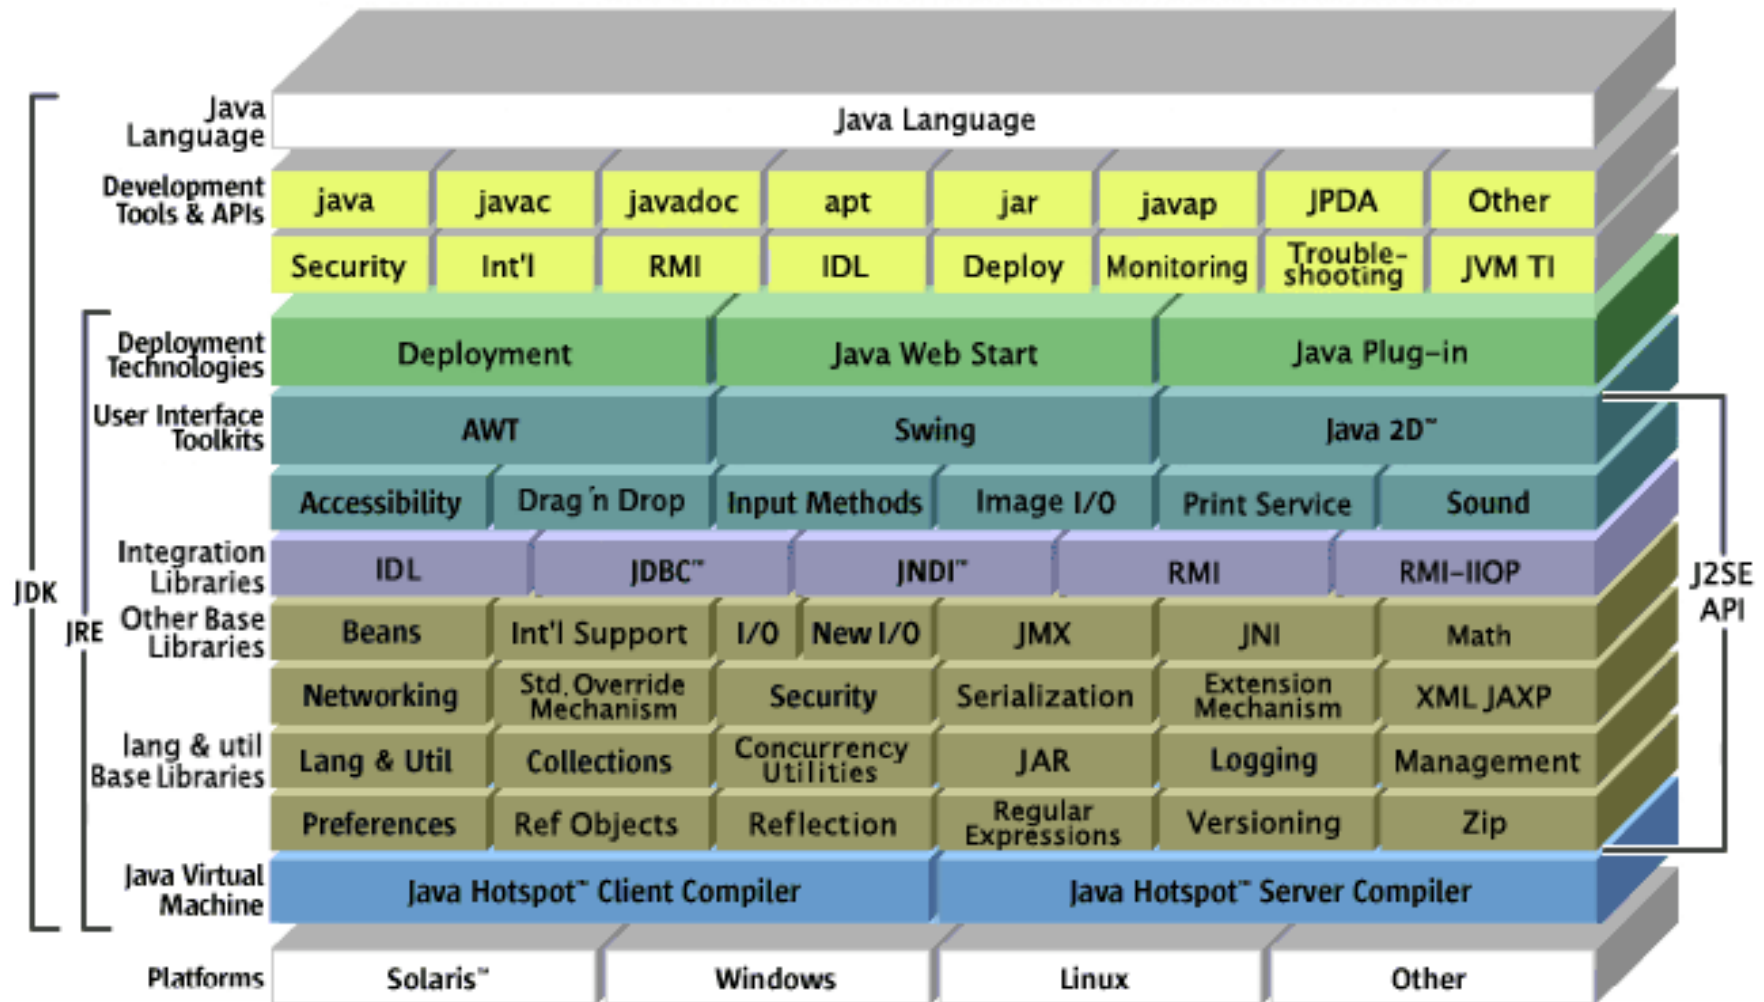 Java Language
Java Language
Development Tools & APIs
java javac javadoc apt jar javap JPDA Other
Security Int'l RMI IDL Deploy Monitoring Trouble-shooting JVM TI
Deployment Technologies
Deployment Java Web Start Java Plug-in
User Interface Toolkits
AWT Swing Java 2D™
Accessibility Drag 'n Drop Input Methods Image I/O Print Service Sound
Integration Libraries
IDL JDBC™ JNDI™ RMI RMI-IIOP
Other Base Libraries
Beans Int'l Support I/O New I/O JMX JNI Math
Networking Std. Override Mechanism Security Serialization Extension Mechanism XML JAXP
lang & util Base Libraries
Lang & Util Collections Concurrency Utilities JAR Logging Management
Preferences Ref Objects Reflection Regular Expressions Versioning Zip
Java Virtual Machine
Java Hotspot™ Client Compiler Java Hotspot™ Server Compiler
Platforms
Solaris™ Windows Linux Other
JDK
JRE
J2SE API